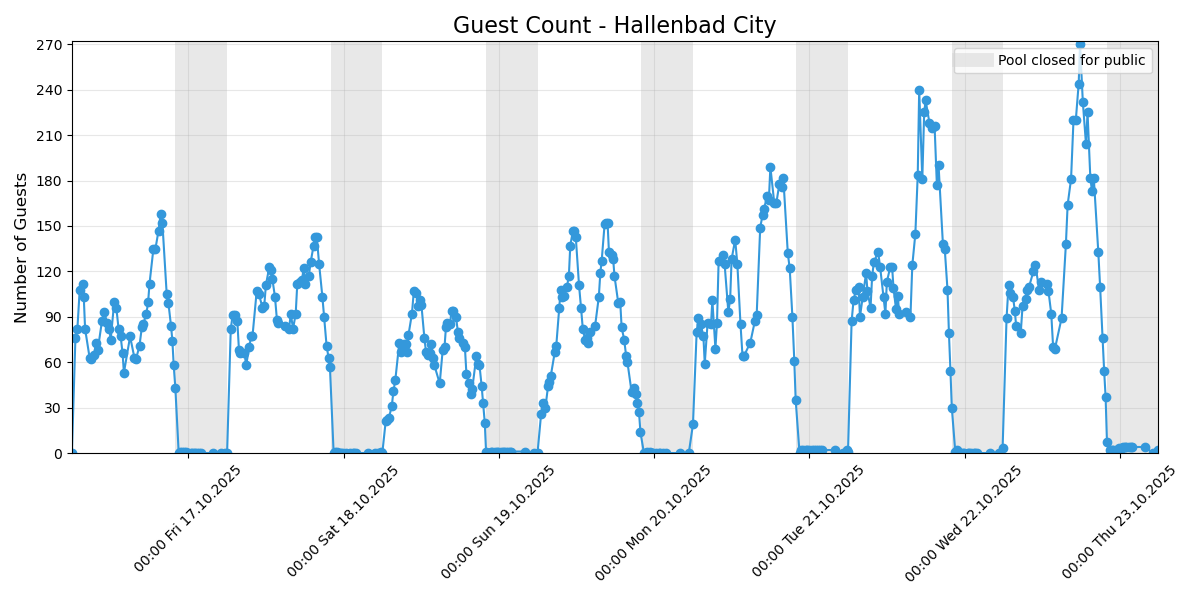 Guest Count - Hallenbad City
Pool closed for public
Number of Guests
270
240
210
180
150
120
90
60
30
0
00:00 Fri 17.10.2025
00:00 Sat 18.10.2025
00:00 Sun 19.10.2025
00:00 Mon 20.10.2025
00:00 Tue 21.10.2025
00:00 Wed 22.10.2025
00:00 Thu 23.10.2025